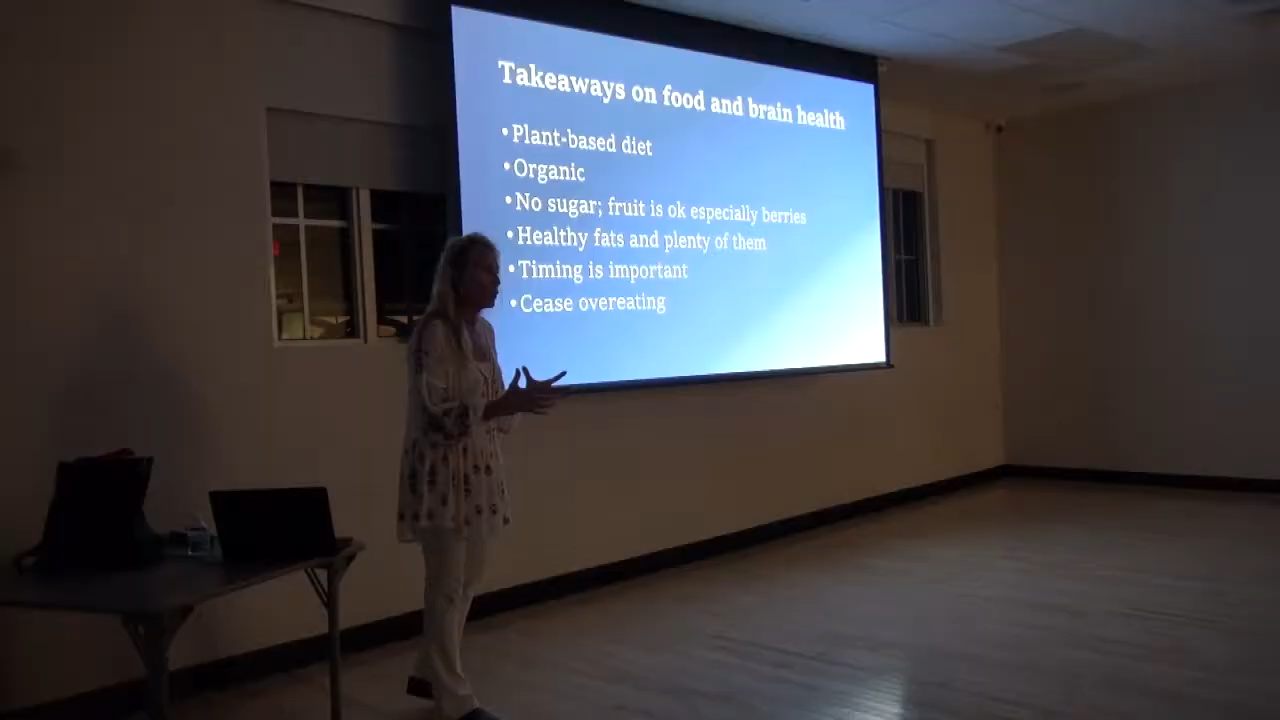 Takeaways on food and brain health
• Plant-based diet
• Organic
• No sugar; fruit is ok especially berries
• Healthy fats and plenty of them
• Timing is important
• Cease overeating